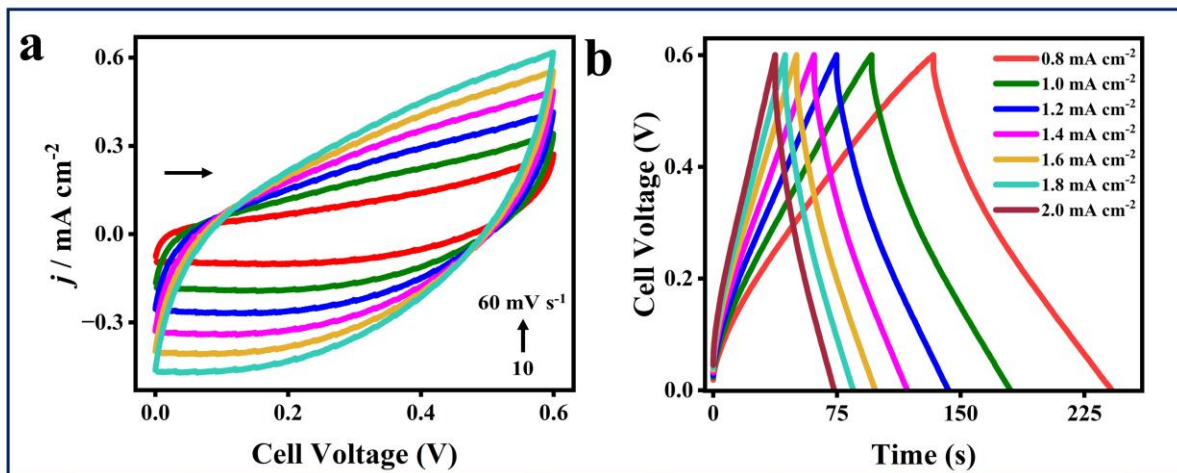 a
j / mA cm⁻²
0.6
0.3
0.0
−0.3
60 mV s⁻¹
10
0.0
0.2
0.4
0.6
Cell Voltage (V)
b
Cell Voltage (V)
0.6
0.4
0.2
0.0
0.8 mA cm⁻²
1.0 mA cm⁻²
1.2 mA cm⁻²
1.4 mA cm⁻²
1.6 mA cm⁻²
1.8 mA cm⁻²
2.0 mA cm⁻²
0
75
150
225
Time (s)